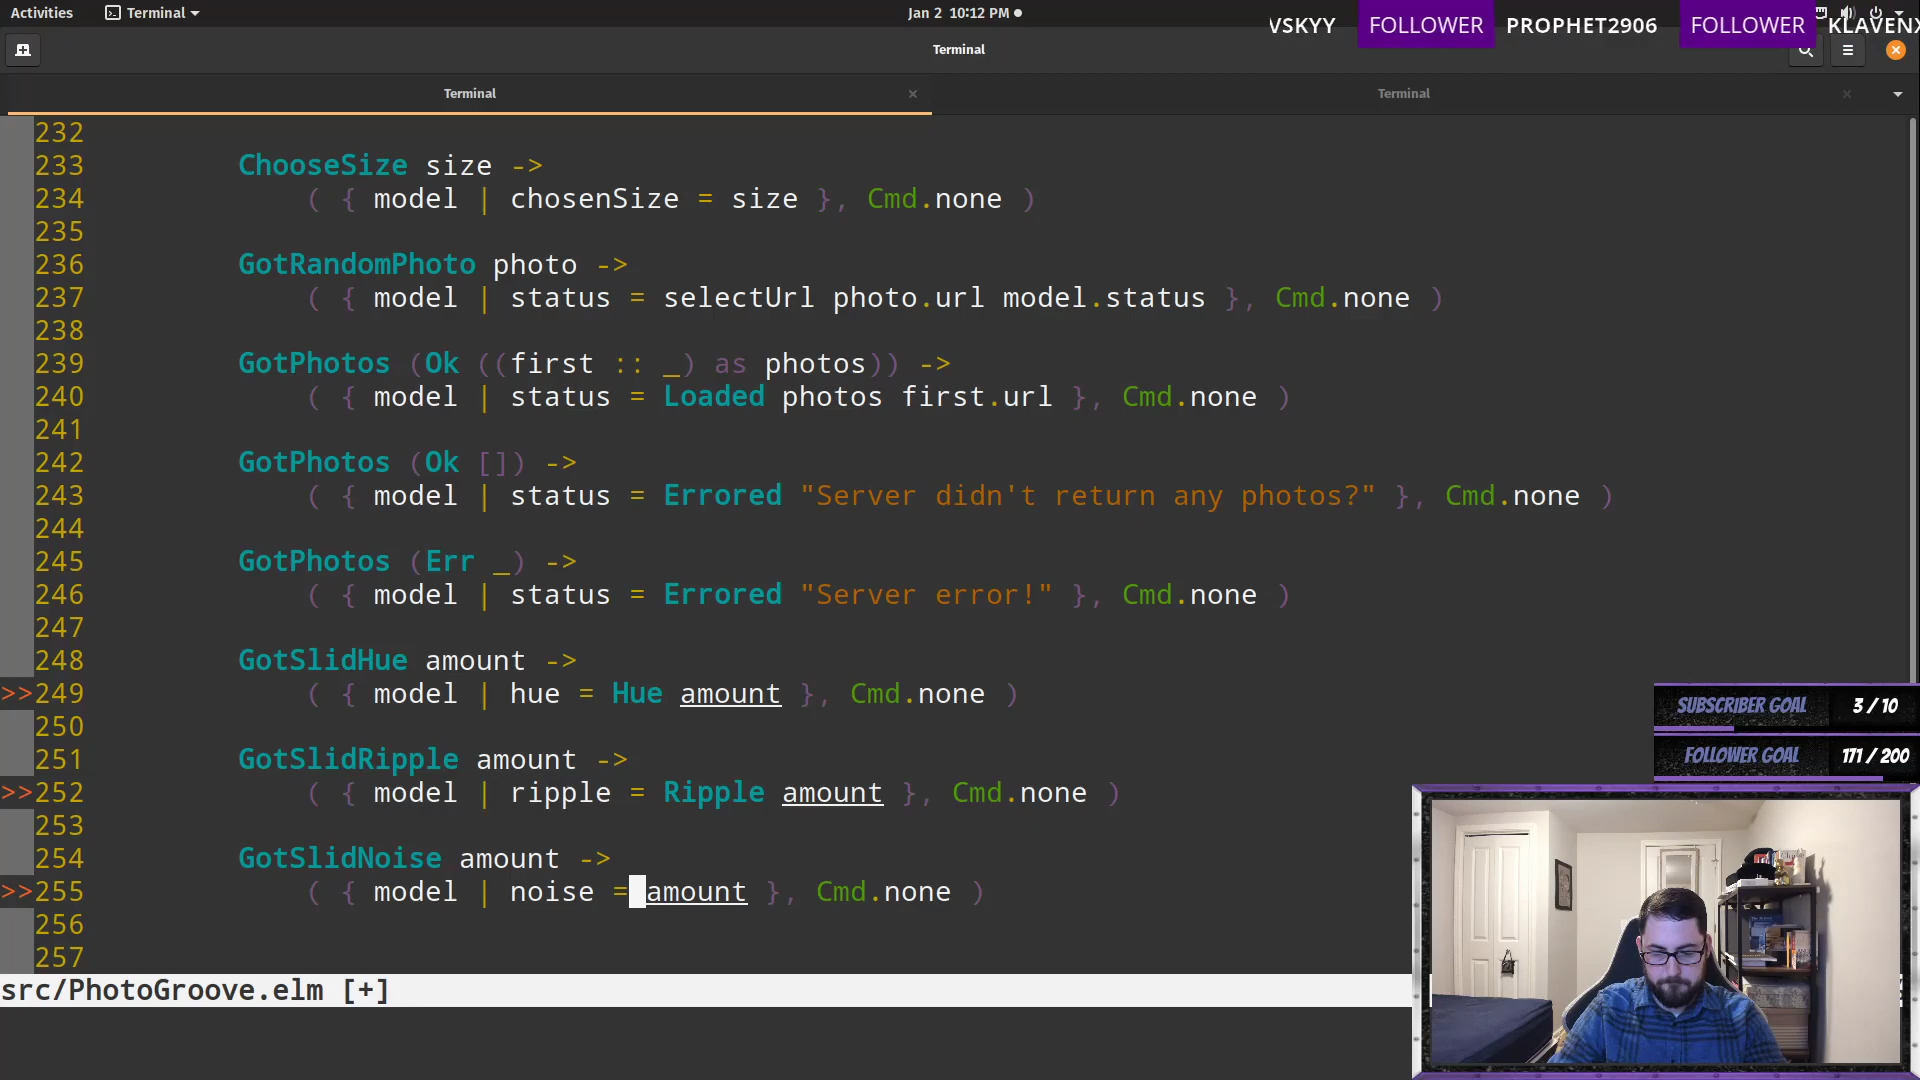 Activities
Terminal
Jan 2 10:12 PM
VSKYY FOLLOWER PROPHET2906 FOLLOWER KLAVENX
Terminal
Terminal
Terminal
232
233 ChooseSize size ->
234 ( { model | chosenSize = size }, Cmd.none )
235
236 GotRandomPhoto photo ->
237 ( { model | status = selectUrl photo.url model.status }, Cmd.none )
238
239 GotPhotos (Ok ((first :: _) as photos)) ->
240 ( { model | status = Loaded photos first.url }, Cmd.none )
241
242 GotPhotos (Ok []) ->
243 ( { model | status = Errored "Server didn't return any photos?" }, Cmd.none )
244
245 GotPhotos (Err _) ->
246 ( { model | status = Errored "Server error!" }, Cmd.none )
247
248 GotSlidHue amount ->
>>249 ( { model | hue = Hue amount }, Cmd.none )
250
251 GotSlidRipple amount ->
>>252 ( { model | ripple = Ripple amount }, Cmd.none )
253
254 GotSlidNoise amount ->
>>255 ( { model | noise = amount }, Cmd.none )
256
257
src/PhotoGroove.elm [+]
SUBSCRIBER GOAL 3 / 10
FOLLOWER GOAL 171 / 200